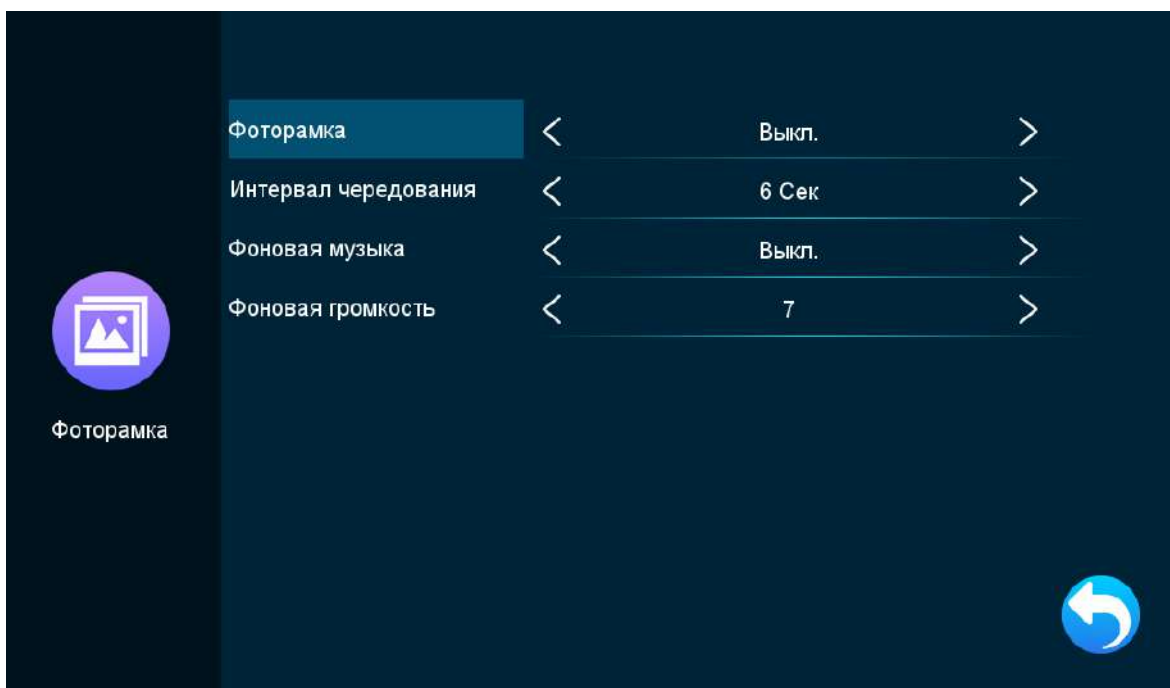 Фоторамка Выкл.
Интервал чередования 6 Сек
Фоновая музыка Выкл.
Фоновая громкость 7
Фоторамка